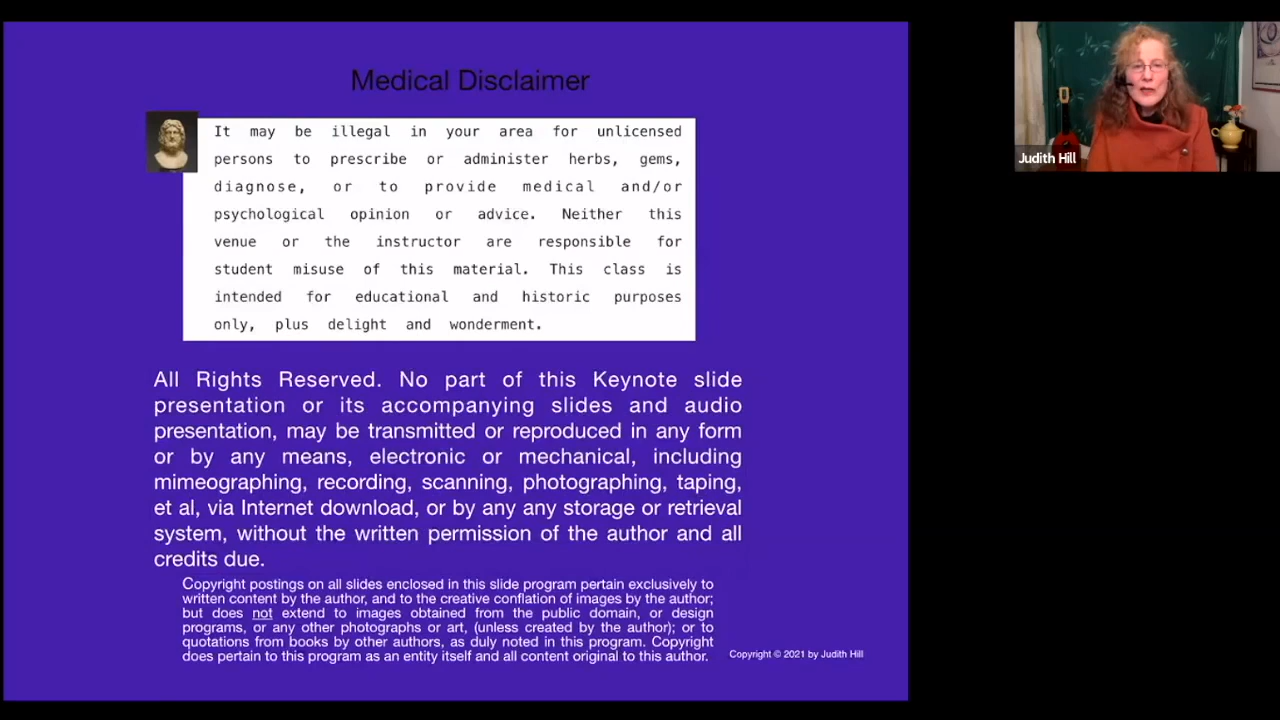 Medical Disclaimer
It may be illegal in your area for unlicensed
persons to prescribe or administer herbs, gems,
diagnose, or to provide medical and/or
psychological opinion or advice. Neither this
venue or the instructor are responsible for
student misuse of this material. This class is
intended for educational and historic purposes
only, plus delight and wonderment.
All Rights Reserved. No part of this Keynote slide
presentation or its accompanying slides and audio
presentation, may be transmitted or reproduced in any form
or by any means, electronic or mechanical, including
mimeographing, recording, scanning, photographing, taping,
et al, via Internet download, or by any any storage or retrieval
system, without the written permission of the author and all
credits due.
Copyright postings on all slides enclosed in this slide program pertain exclusively to
written content by the author, and to the creative conflation of images by the author;
but does not extend to images obtained from the public domain, or design
programs, or any other photographs or art, (unless created by the author); or to
quotations from books by other authors, as duly noted in this program. Copyright
does pertain to this program as an entity itself and all content original to this author.
Copyright © 2021 by Judith Hill
Judith Hill